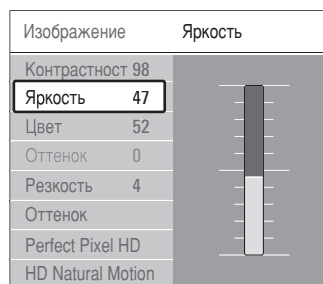 Изображение Яркость
Контрастност 98
Яркость 47
Цвет 52
Оттенок 0
Резкость 4
Оттенок
Perfect Pixel HD
HD Natural Motion